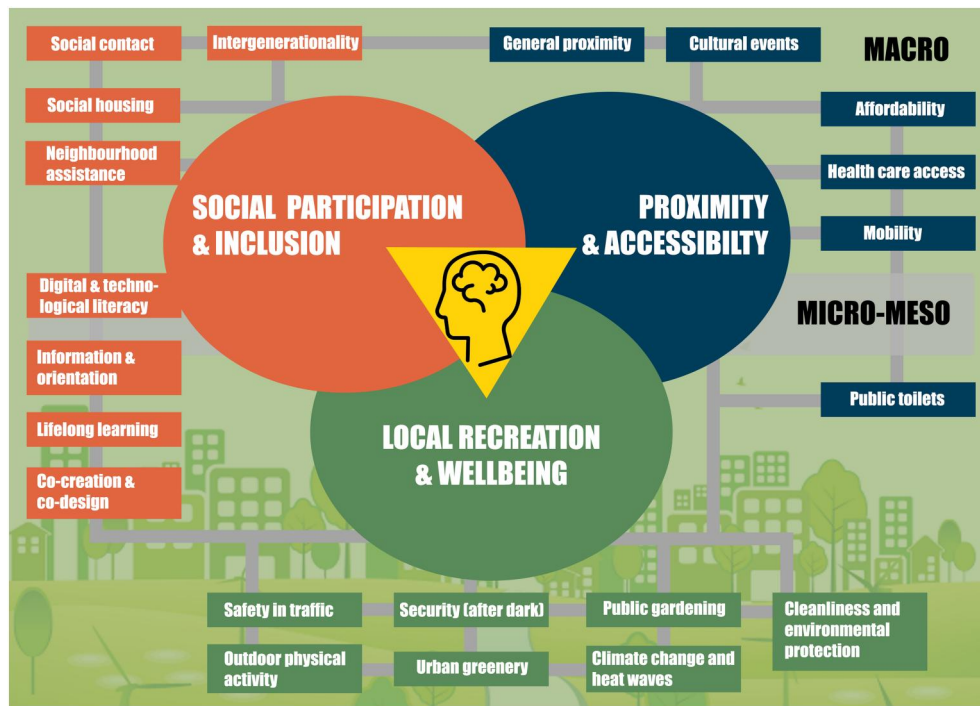 Social contact
Intergenerationality
General proximity
Cultural events
MACRO
Social housing
Affordability
Neighbourhood
assistance
Health care access
SOCIAL PARTICIPATION
& INCLUSION
PROXIMITY
& ACCESSIBILTY
Mobility
Digital & techno-
logical literacy
MICRO-MESO
Information &
orientation
Public toilets
Lifelong learning
LOCAL RECREATION
& WELLBEING
Co-creation &
co-design
Safety in traffic
Security (after dark)
Public gardening
Cleanliness and
environmental
protection
Outdoor physical
activity
Urban greenery
Climate change and
heat waves